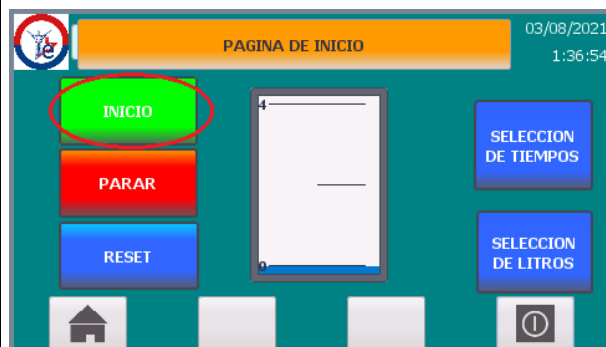 PAGINA DE INICIO
03/08/2021
1:36:54
INICIO
4
SELECCION
DE TIEMPOS
PARAR
RESET
SELECCION
DE LITROS
0